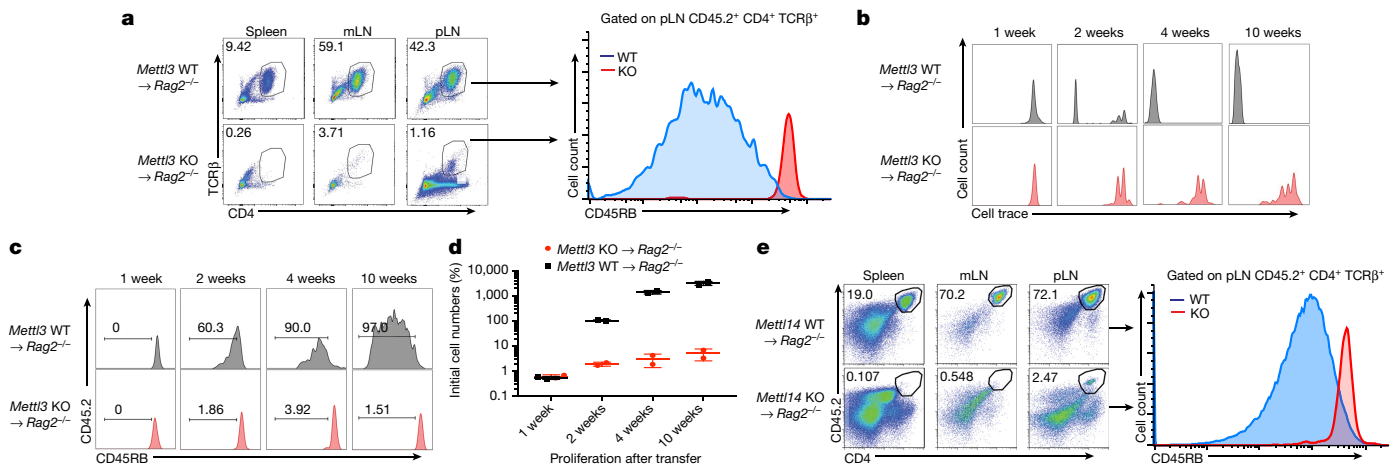 a
Spleen
mLN
pLN
Gated on pLN CD45.2⁺ CD4⁺ TCRβ⁺
Mettl3 WT
→ Rag2⁻/⁻
9.42
59.1
42.3
Mettl3 KO
→ Rag2⁻/⁻
0.26
3.71
1.16
TCRβ
CD4
WT
KO
Cell count
CD45RB
b
1 week
2 weeks
4 weeks
10 weeks
Mettl3 WT
→ Rag2⁻/⁻
Mettl3 KO
→ Rag2⁻/⁻
Cell count
Cell trace
c
1 week
2 weeks
4 weeks
10 weeks
Mettl3 WT
→ Rag2⁻/⁻
0
60.3
90.0
97.0
Mettl3 KO
→ Rag2⁻/⁻
0
1.86
3.92
1.51
CD45.2
CD45RB
d
Mettl3 KO → Rag2⁻/⁻
Mettl3 WT → Rag2⁻/⁻
Initial cell numbers (%)
10,000
1,000
100
10
1
0.1
1 week
2 weeks
4 weeks
10 weeks
Proliferation after transfer
e
Spleen
mLN
pLN
Gated on pLN CD45.2⁺ CD4⁺ TCRβ⁺
Mettl14 WT
→ Rag2⁻/⁻
19.0
70.2
72.1
Mettl14 KO
→ Rag2⁻/⁻
0.107
0.548
2.47
CD45.2
CD4
WT
KO
Cell count
CD45RB